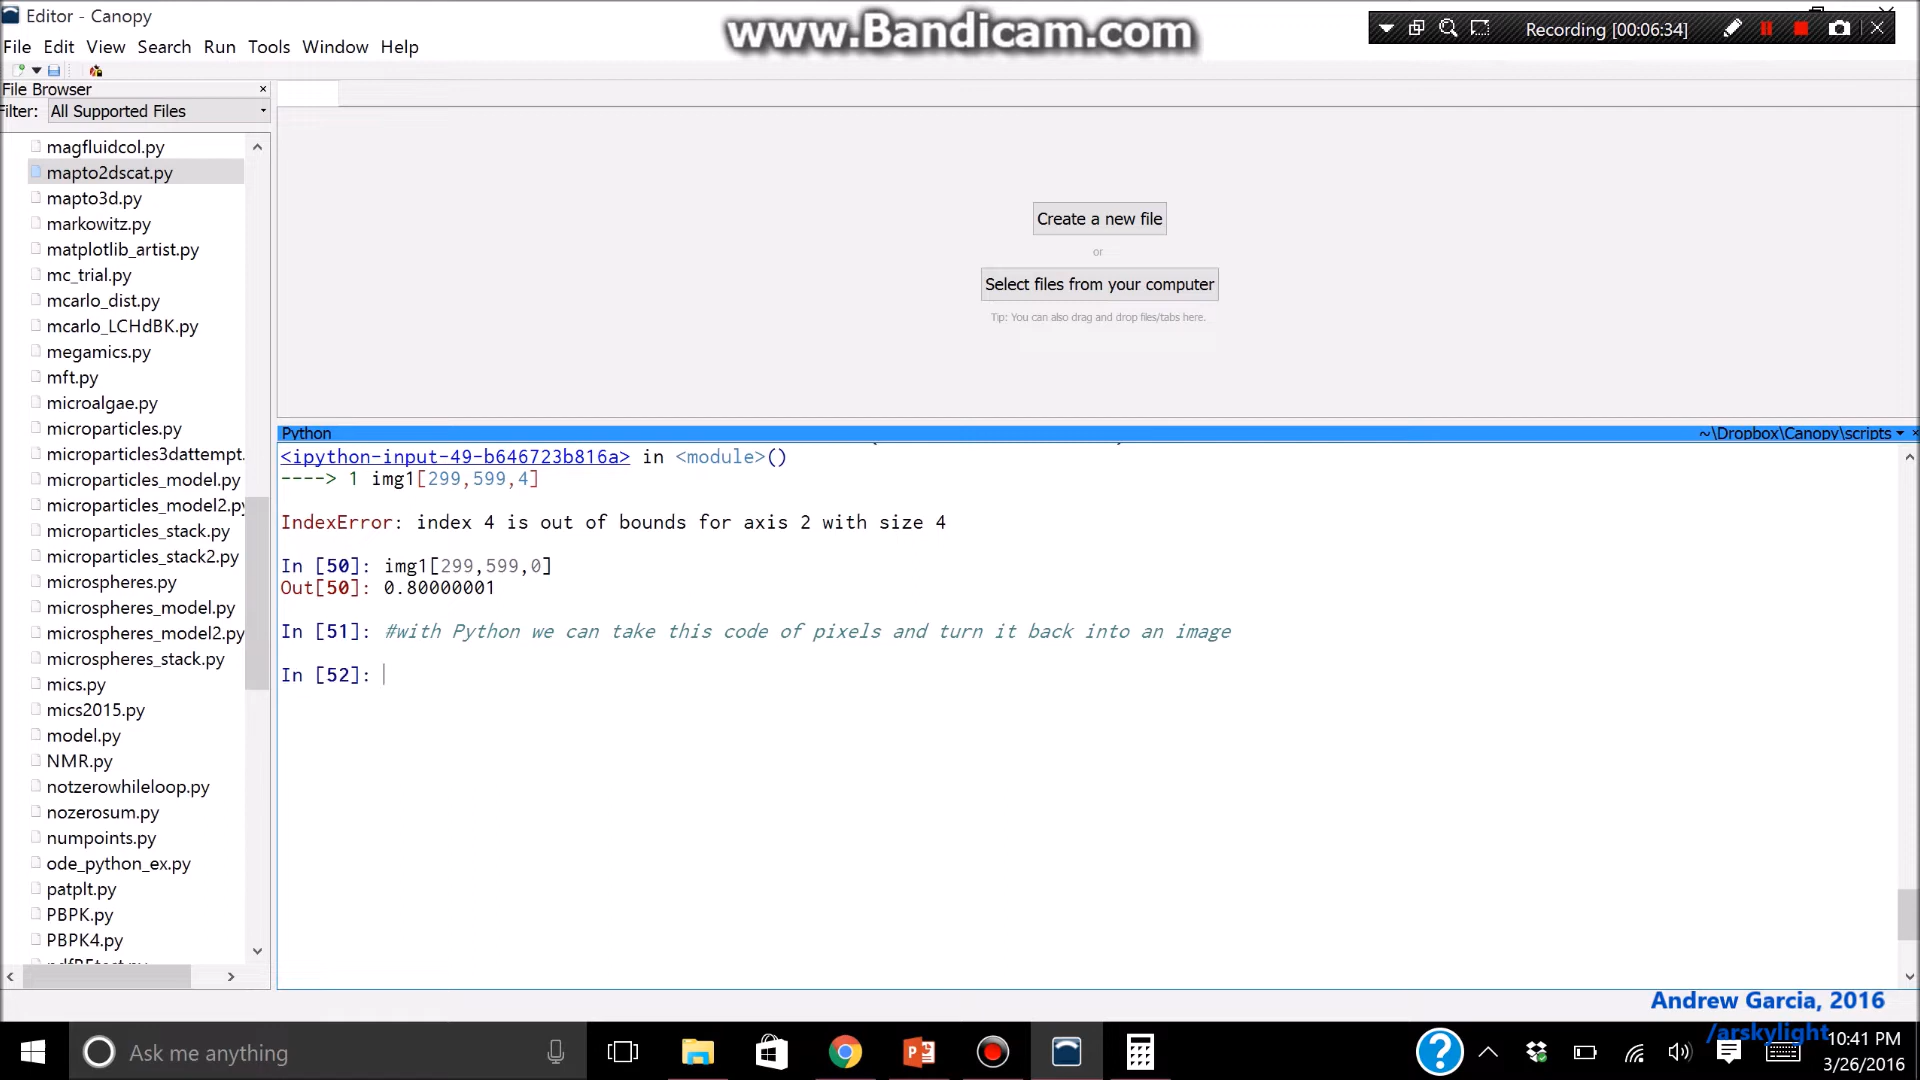 Editor - Canopy
www.Bandicam.com
Recording [00:06:34]
File Edit View Search Run Tools Window Help
File Browser
Filter: All Supported Files
magfluidcol.py
mapto2dscat.py
mapto3d.py
markowitz.py
matplotlib_artist.py
mc_trial.py
mcarlo_dist.py
mcarlo_LCHdBK.py
megamics.py
mft.py
microalgae.py
microparticles.py
microparticles3dattempt.
microparticles_model.py
microparticles_model2.py
microparticles_stack.py
microparticles_stack2.py
microspheres.py
microspheres_model.py
microspheres_model2.py
microspheres_stack.py
mics.py
mics2015.py
model.py
NMR.py
notzerowhileloop.py
nozerosum.py
numpoints.py
ode_python_ex.py
patplt.py
PBPK.py
PBPK4.py
Create a new file
or
Select files from your computer
Tip: You can also drag and drop files/tabs here.
Python
~\Dropbox\Canopy\scripts
<ipython-input-49-b646723b816a> in <module>()
----> 1 img1[299,599,4]
IndexError: index 4 is out of bounds for axis 2 with size 4
In [50]: img1[299,599,0]
Out[50]: 0.80000001
In [51]: #with Python we can take this code of pixels and turn it back into an image
In [52]:
Andrew Garcia, 2016
/arskylight
Ask me anything
10:41 PM
3/26/2016